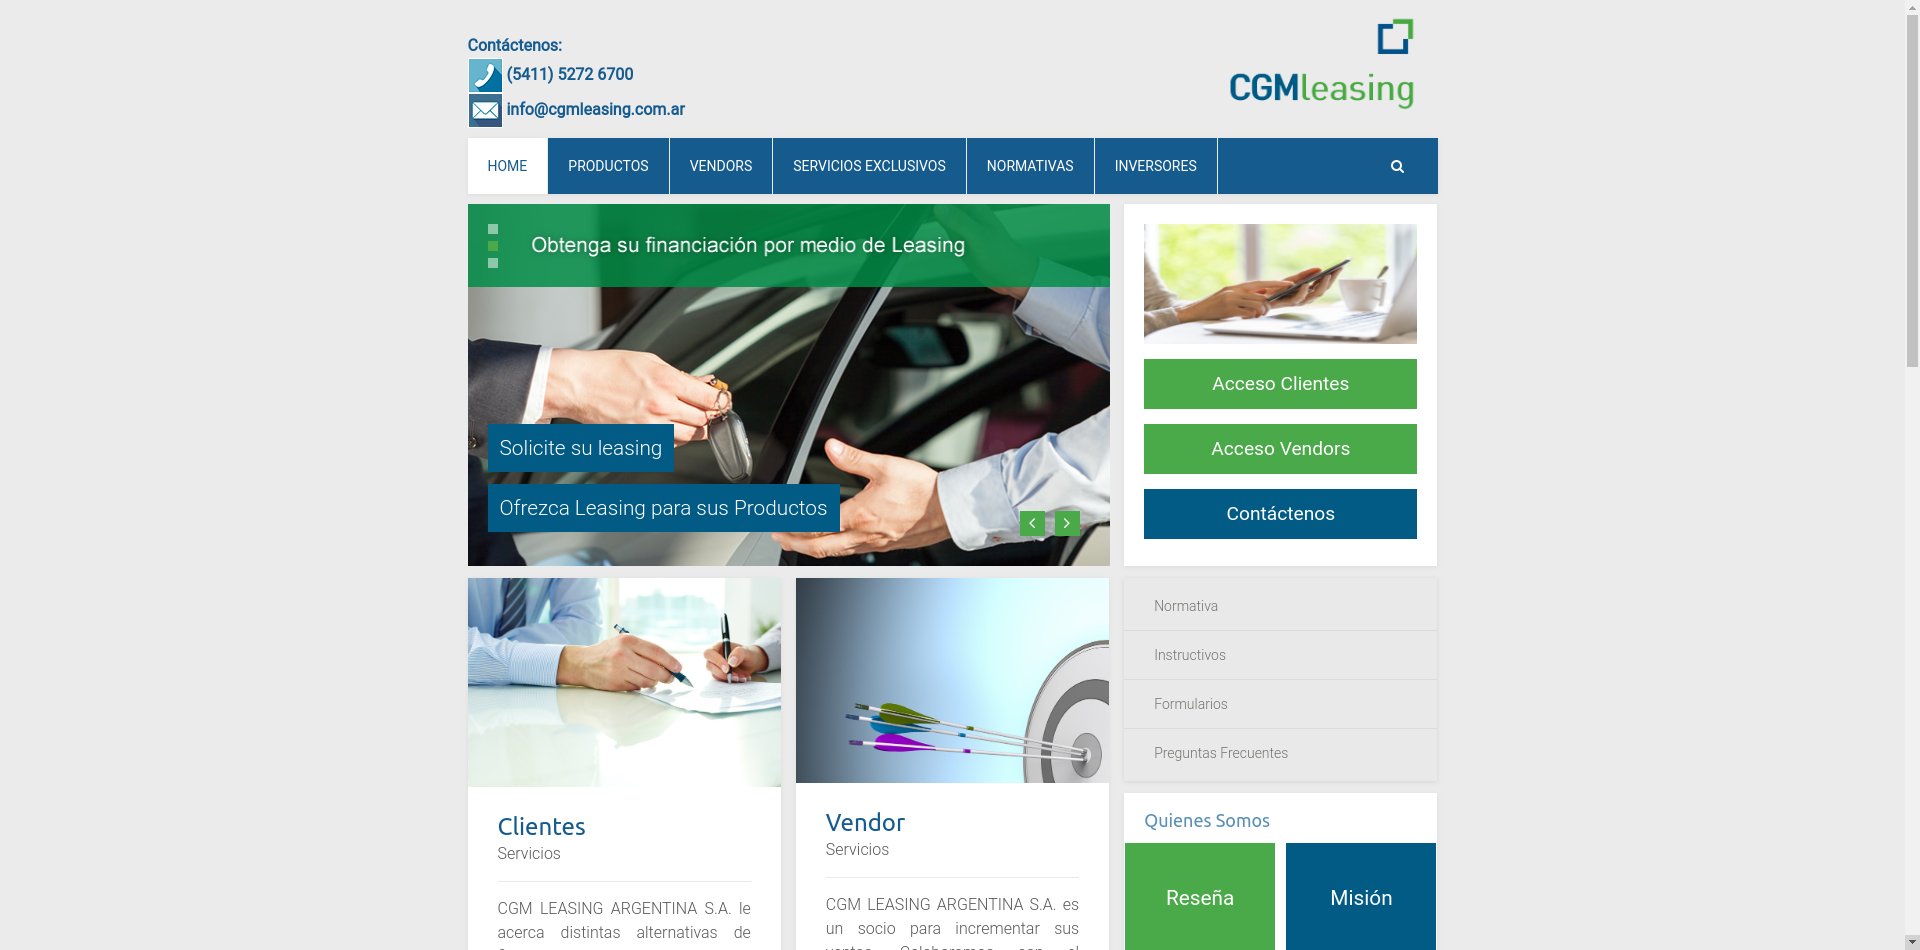 Contáctenos:
(5411) 5272 6700
info@cgmleasing.com.ar
CGMleasing
HOME
PRODUCTOS
VENDORS
SERVICIOS EXCLUSIVOS
NORMATIVAS
INVERSORES
Obtenga su financiación por medio de Leasing
Solicite su leasing
Ofrezca Leasing para sus Productos
Acceso Clientes
Acceso Vendors
Contáctenos
Clientes
Servicios
CGM LEASING ARGENTINA S.A. le
acerca distintas alternativas de
Vendor
Servicios
CGM LEASING ARGENTINA S.A. es
un socio para incrementar sus
Normativa
Instructivos
Formularios
Preguntas Frecuentes
Quienes Somos
Reseña
Misión